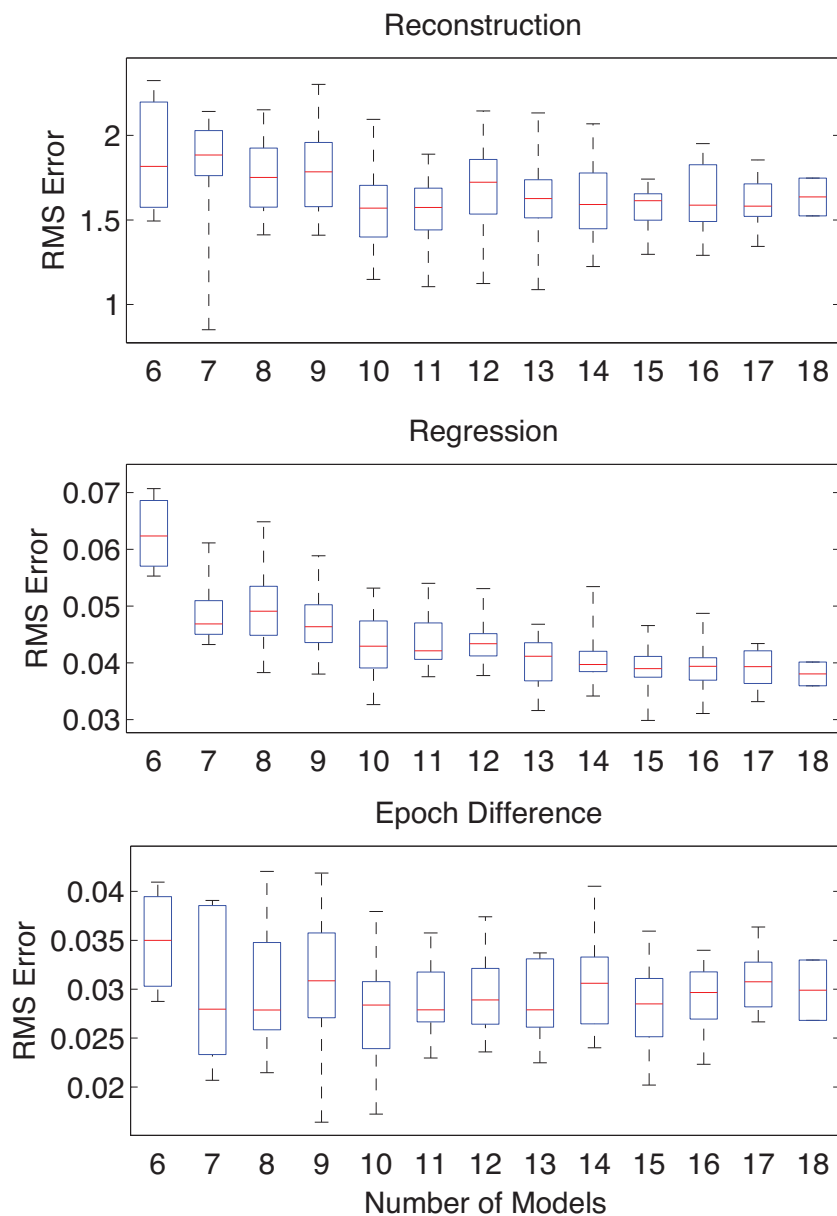 Reconstruction
RMS Error
2
1.5
1
6 7 8 9 10 11 12 13 14 15 16 17 18
Regression
RMS Error
0.07
0.06
0.05
0.04
0.03
6 7 8 9 10 11 12 13 14 15 16 17 18
Epoch Difference
RMS Error
0.04
0.035
0.03
0.025
0.02
6 7 8 9 10 11 12 13 14 15 16 17 18
Number of Models